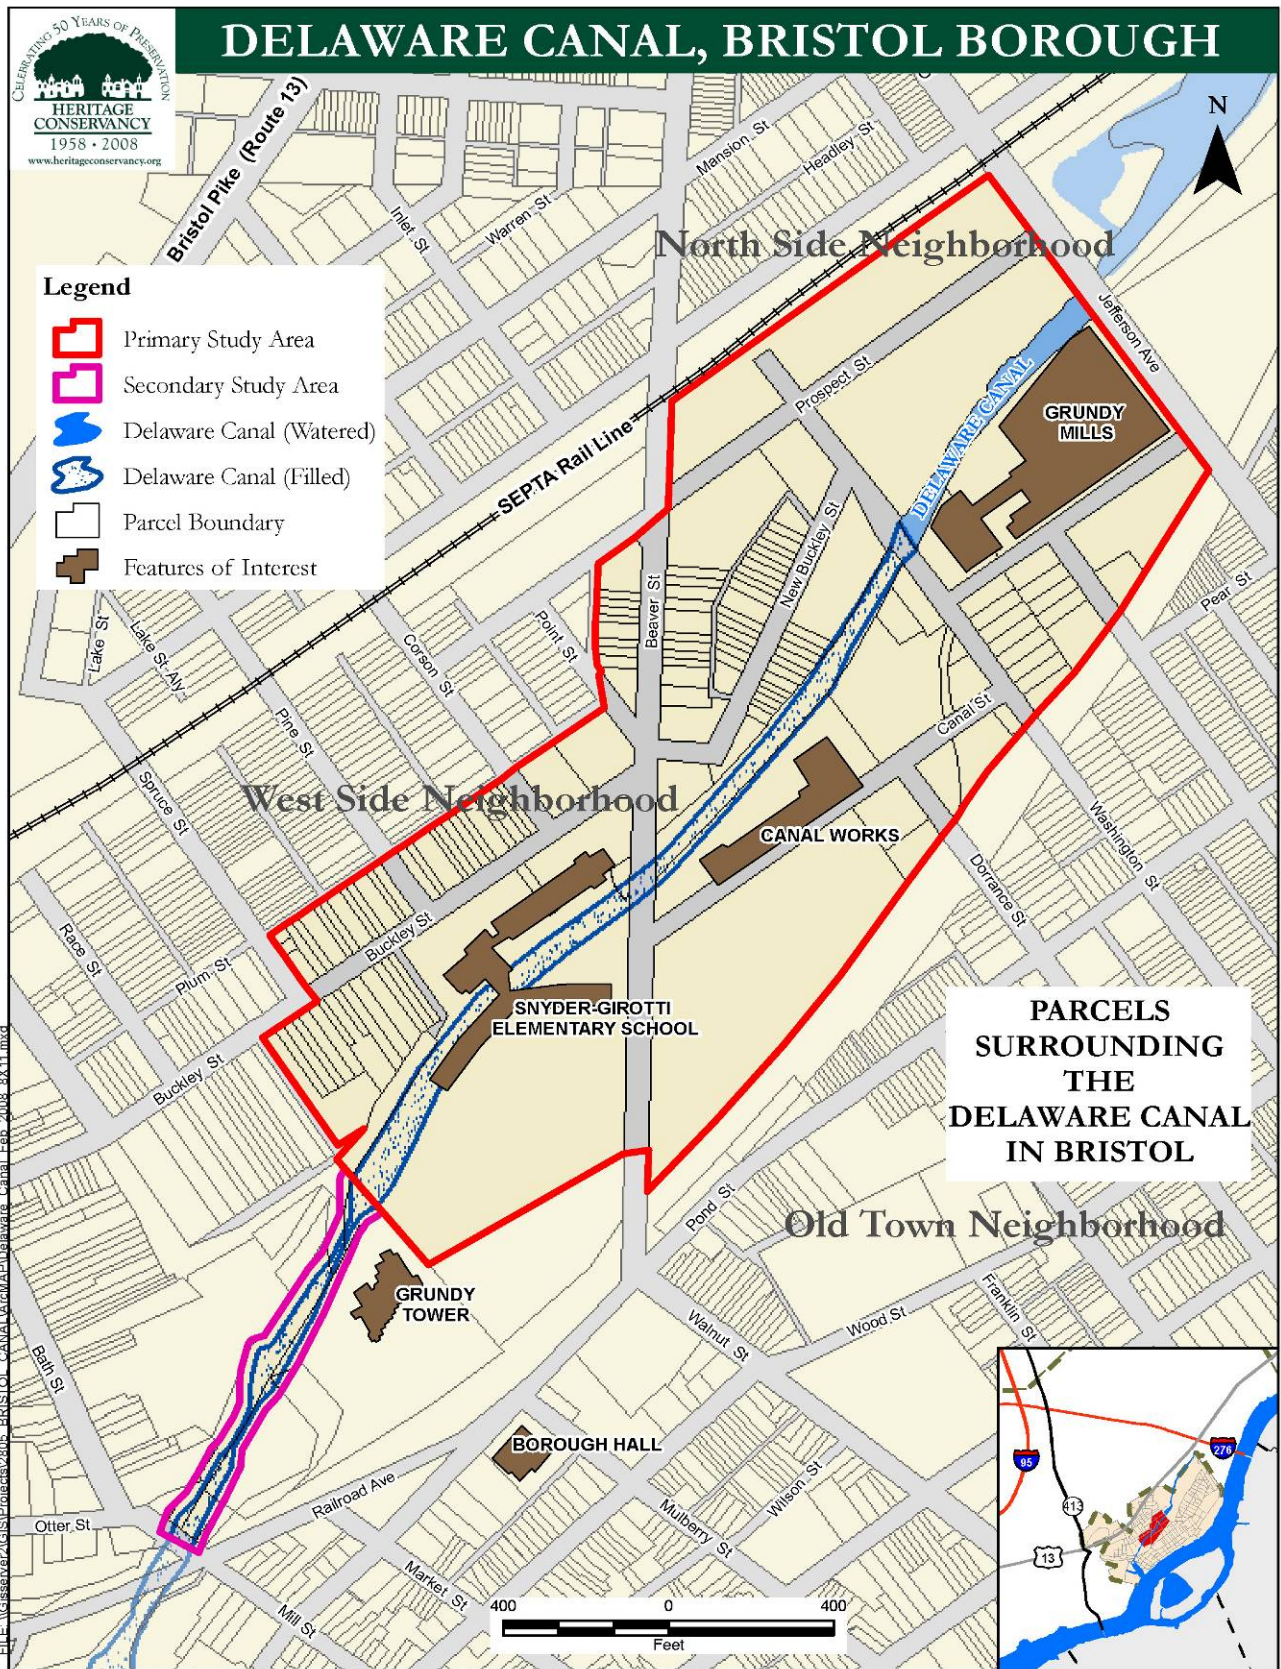 DELAWARE CANAL, BRISTOL BOROUGH
CELEBRATING 50 YEARS OF PRESERVATION
HERITAGE
CONSERVANCY
1958 • 2008
www.heritageconservancy.org
N
Bristol Pike (Route 13)
Mansion St
Headley St
Inlet St
Warren St
North Side Neighborhood
Legend
Primary Study Area
Secondary Study Area
Delaware Canal (Watered)
Delaware Canal (Filled)
Parcel Boundary
Features of Interest
Jefferson Ave
Prospect St
DELAWARE CANAL
GRUNDY
MILLS
SEPTA Rail Line
New Buckley St
Beaver St
Pear St
Lake St
Lake St Aly
Point St
Corson St
Pine St
Canal St
Spruce St
West Side Neighborhood
CANAL WORKS
Washington St
Dorrance St
Buckley St
Race St
Plum St
SNYDER-GIROTTI
ELEMENTARY SCHOOL
Buckley St
PARCELS
SURROUNDING
THE
DELAWARE CANAL
IN BRISTOL
Pond St
Old Town Neighborhood
GRUNDY
TOWER
Franklin St
Wood St
Walnut St
Bath St
BOROUGH HALL
Railroad Ave
Wilson St
Mulberry St
Otter St
Market St
Mill St
400 0 400
Feet
95
276
413
13